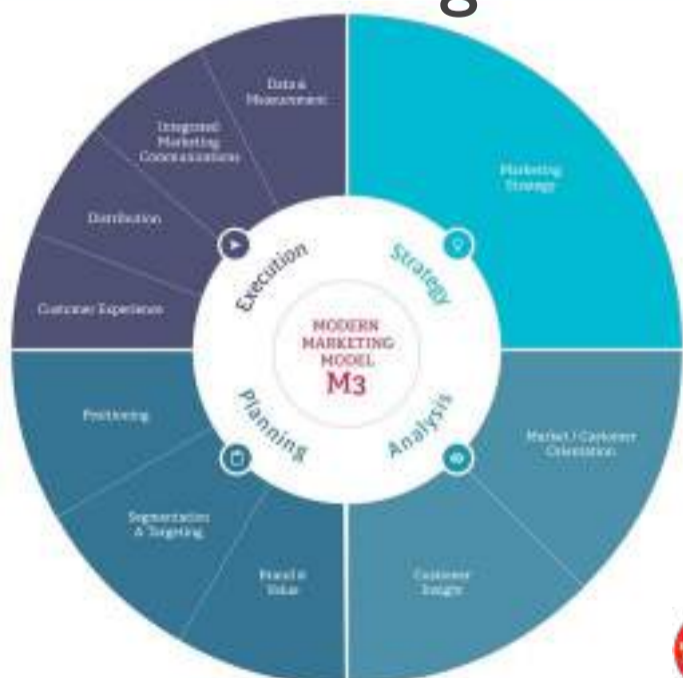 Data &
Measurement
Integrated
Marketing
Communications
Distribution
Customer Experience
Marketing
Strategy
Execution
Strategy
MODERN
MARKETING
MODEL
M3
Planning
Analysis
Positioning
Segmentation
& Targeting
Brand &
Value
Market / Customer
Orientation
Customer
Insight